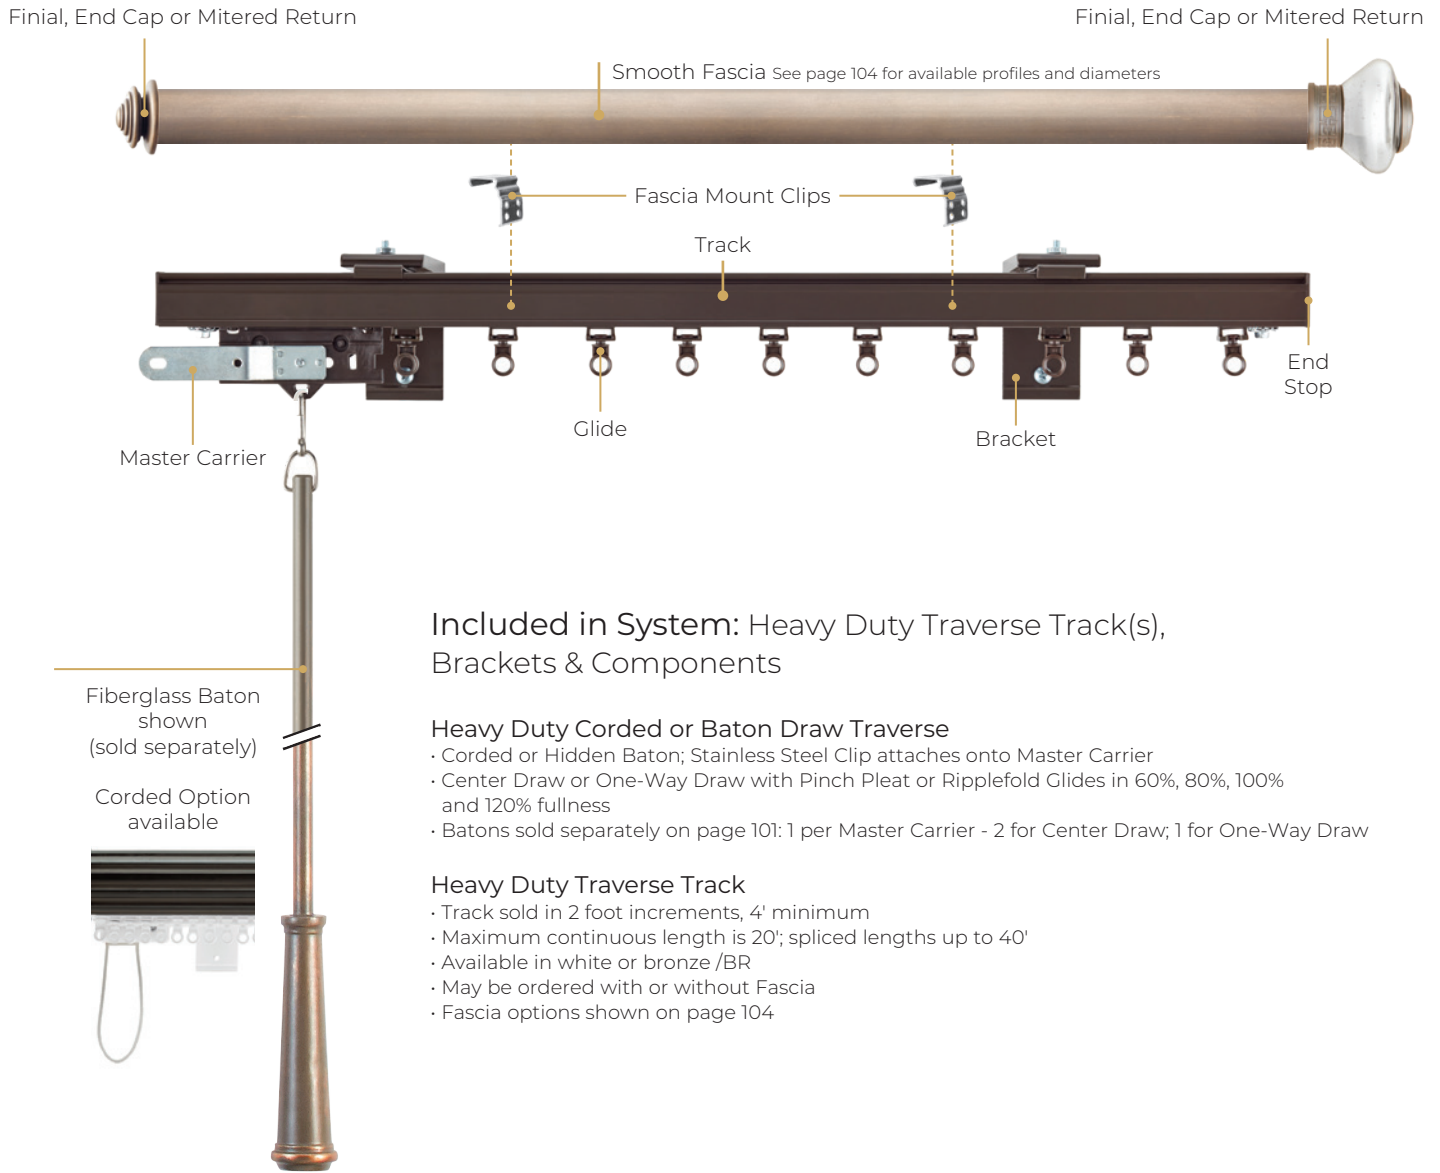 Finial, End Cap or Mitered Return
Finial, End Cap or Mitered Return
Smooth Fascia See page 104 for available profiles and diameters
Fascia Mount Clips
Track
End
Stop
Glide
Bracket
Master Carrier
Fiberglass Baton
shown
(sold separately)
Corded Option
available
Included in System: Heavy Duty Traverse Track(s),
Brackets & Components
Heavy Duty Corded or Baton Draw Traverse
• Corded or Hidden Baton; Stainless Steel Clip attaches onto Master Carrier
• Center Draw or One-Way Draw with Pinch Pleat or Ripplefold Glides in 60%, 80%, 100%
and 120% fullness
• Batons sold separately on page 101: 1 per Master Carrier - 2 for Center Draw; 1 for One-Way Draw
Heavy Duty Traverse Track
• Track sold in 2 foot increments, 4' minimum
• Maximum continuous length is 20'; spliced lengths up to 40'
• Available in white or bronze /BR
• May be ordered with or without Fascia
• Fascia options shown on page 104